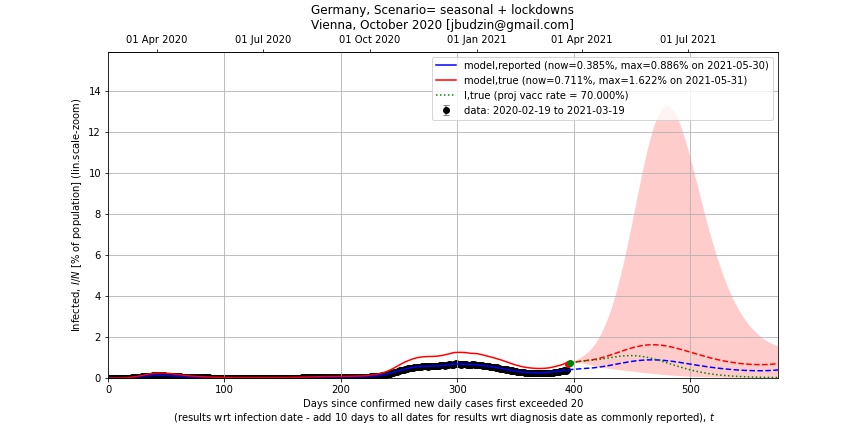 Germany, Scenario= seasonal + lockdowns
Vienna, October 2020 [jbudzin@gmail.com]
01 Apr 2020 01 Jul 2020 01 Oct 2020 01 Jan 2021 01 Apr 2021 01 Jul 2021
model,reported (now=0.385%, max=0.886% on 2021-05-30)
model,true (now=0.711%, max=1.622% on 2021-05-31)
I,true (proj vacc rate = 70.000%)
data: 2020-02-19 to 2021-03-19
Infected, I/N [% of population] (lin.scale-zoom)
14
12
10
8
6
4
2
0
0 100 200 300 400 500
Days since confirmed new daily cases first exceeded 20
(results wrt infection date - add 10 days to all dates for results wrt diagnosis date as commonly reported), t